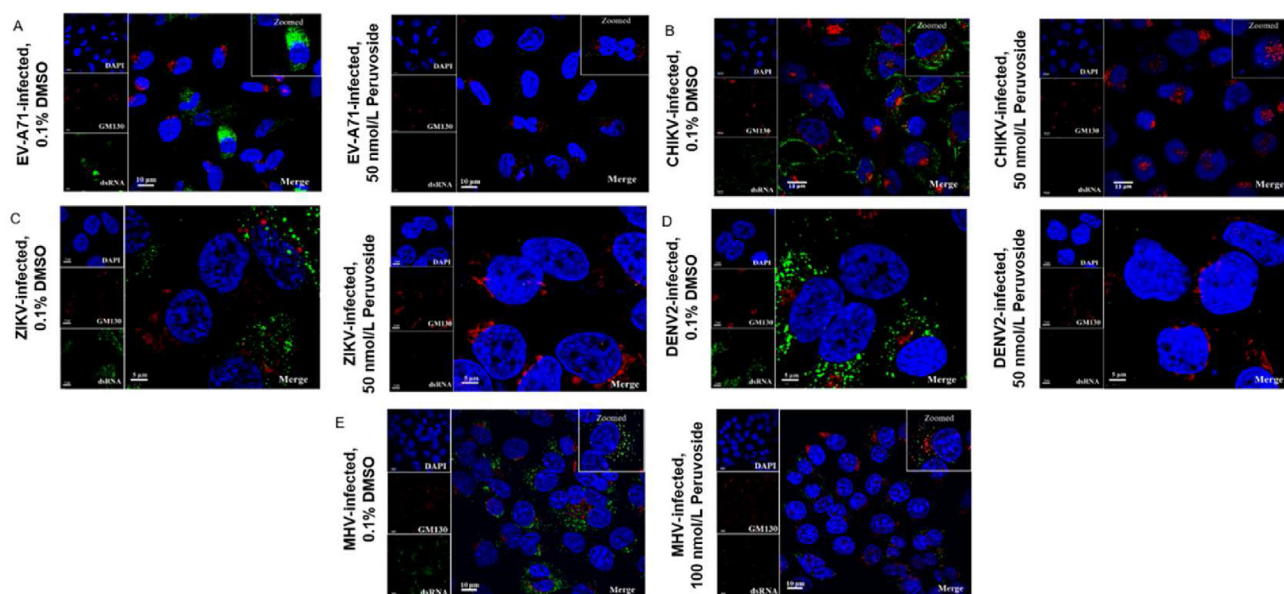 A
EV-A71-infected,
0.1% DMSO
DAPI
GM130
dsRNA
Zoomed
10 µm
Merge
EV-A71-infected,
50 nmol/L Peruvoside
DAPI
GM130
dsRNA
Zoomed
10 µm
Merge
B
CHIKV-infected,
0.1% DMSO
DAPI
GM130
dsRNA
Zoomed
Merge
CHIKV-infected,
50 nmol/L Peruvoside
DAPI
GM130
dsRNA
Zoomed
Merge
C
ZIKV-infected,
0.1% DMSO
DAPI
GM130
dsRNA
5 µm
Merge
ZIKV-infected,
50 nmol/L Peruvoside
DAPI
GM130
dsRNA
5 µm
Merge
D
DENV2-infected,
0.1% DMSO
DAPI
GM130
dsRNA
5 µm
Merge
DENV2-infected,
50 nmol/L Peruvoside
DAPI
GM130
dsRNA
5 µm
Merge
E
MHV-infected,
0.1% DMSO
DAPI
GM130
dsRNA
Zoomed
10 µm
Merge
MHV-infected,
100 nmol/L Peruvoside
DAPI
GM130
dsRNA
Zoomed
10 µm
Merge